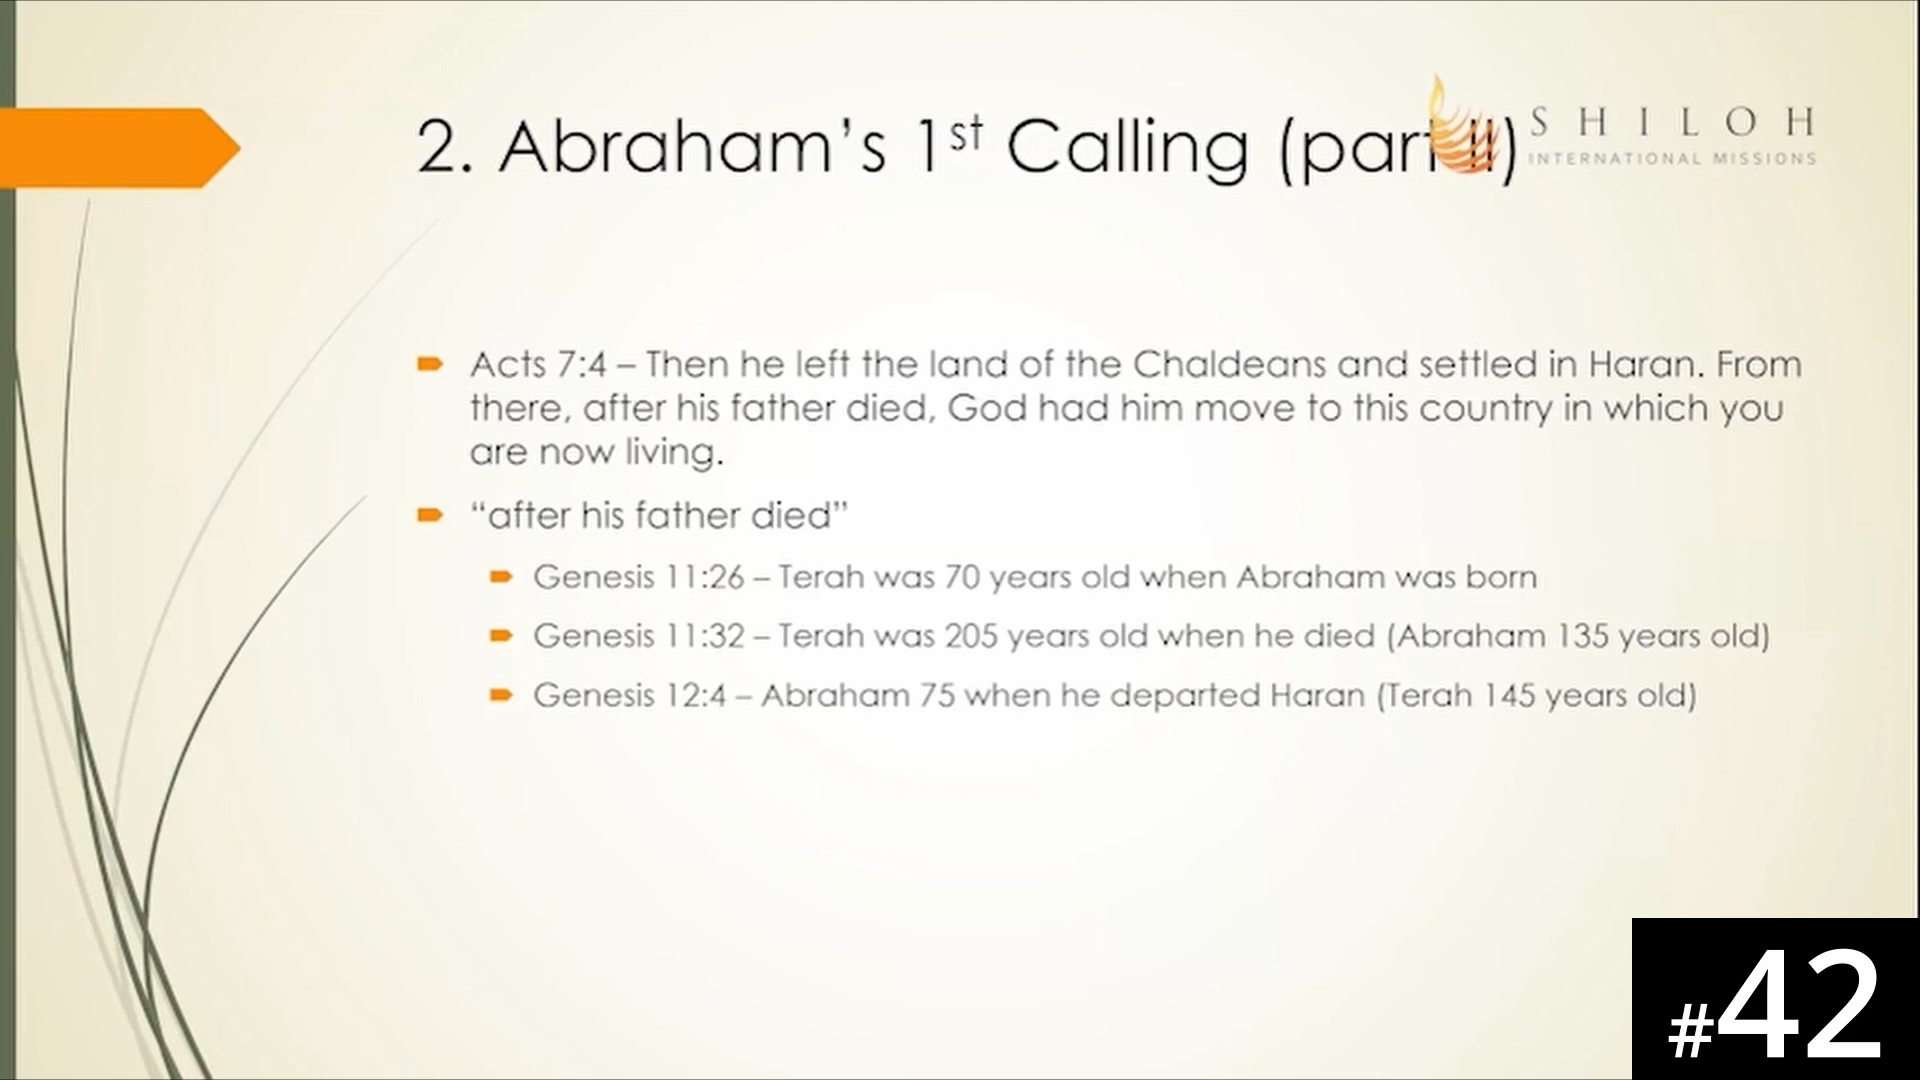 2. Abraham’s 1st Calling (part II)
SHILOH
INTERNATIONAL MISSIONS
Acts 7:4 – Then he left the land of the Chaldeans and settled in Haran. From
there, after his father died, God had him move to this country in which you
are now living.
“after his father died”
Genesis 11:26 – Terah was 70 years old when Abraham was born
Genesis 11:32 – Terah was 205 years old when he died (Abraham 135 years old)
Genesis 12:4 – Abraham 75 when he departed Haran (Terah 145 years old)
#42